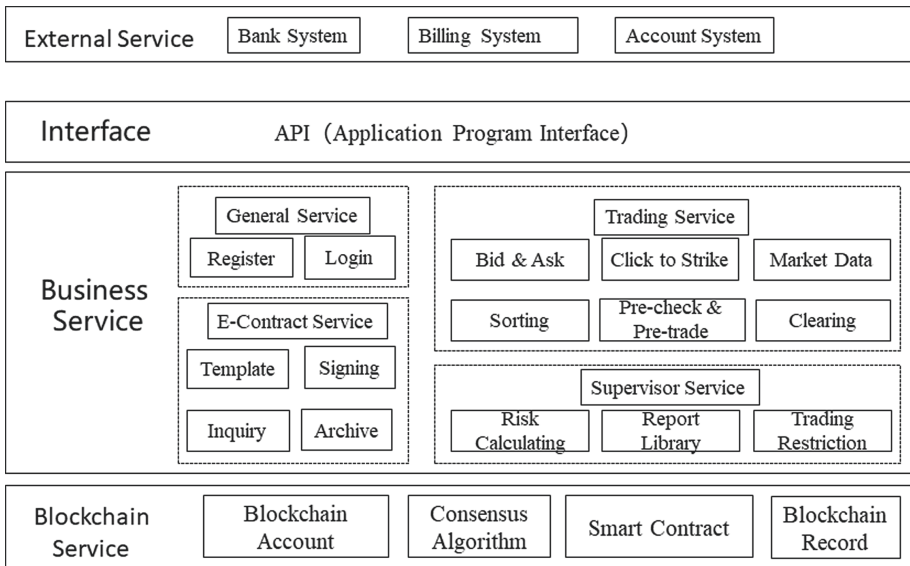 External Service
Bank System
Billing System
Account System
Interface
API (Application Program Interface)
Business
Service
General Service
Register
Login
E-Contract Service
Template
Signing
Inquiry
Archive
Trading Service
Bid & Ask
Click to Strike
Market Data
Sorting
Pre-check &
Pre-trade
Clearing
Supervisor Service
Risk
Calculating
Report
Library
Trading
Restriction
Blockchain
Service
Blockchain
Account
Consensus
Algorithm
Smart Contract
Blockchain
Record